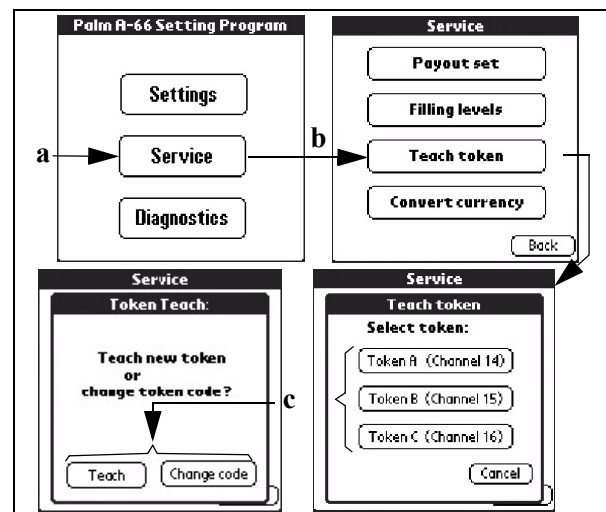 Palm A-66 Setting Program
Settings
a
Service
Diagnostics
Service
Payout set
Filling levels
b
Teach token
Convert currency
Back
Service
Token Teach:
Teach new token
or
change token code?
c
Teach
Change code
Service
Teach token
Select token:
Token A (Channel 14)
Token B (Channel 15)
Token C (Channel 16)
Cancel